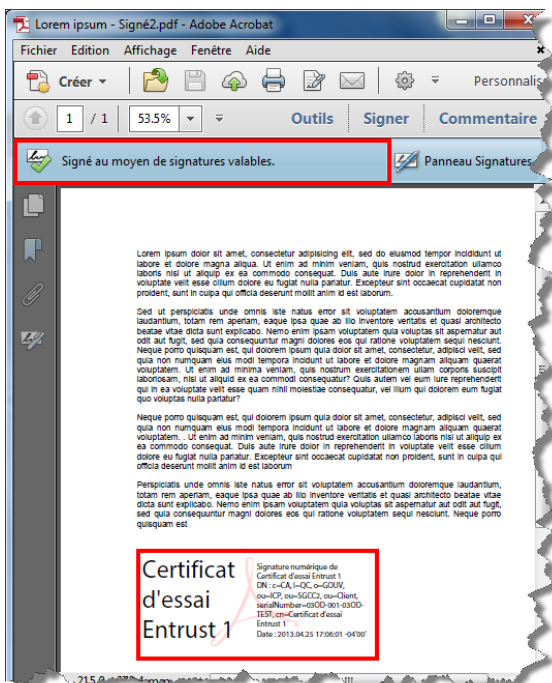 Lorem ipsum - Signé2.pdf - Adobe Acrobat
Fichier Edition Affichage Fenêtre Aide
Créer Personnalis
1 / 1 53.5% Outils Signer Commentaire
Signé au moyen de signatures valables. Panneau Signatures
Lorem ipsum dolor sit amet, consectetur adipisicing elit, sed do eiusmod tempor incididunt ut
labore et dolore magna aliqua. Ut enim ad minim veniam, quis nostrud exercitation ullamco
laboris nisi ut aliquip ex ea commodo consequat. Duis aute irure dolor in reprehenderit in
voluptate velit esse cillum dolore eu fugiat nulla pariatur. Excepteur sint occaecat cupidatat non
proident, sunt in culpa qui officia deserunt mollit anim id est laborum.
Sed ut perspiciatis unde omnis iste natus error sit voluptatem accusantium doloremque
laudantium, totam rem aperiam, eaque ipsa quae ab illo inventore veritatis et quasi architecto
beatae vitae dicta sunt explicabo. Nemo enim ipsam voluptatem quia voluptas sit aspernatur aut
odit aut fugit, sed quia consequuntur magni dolores eos qui ratione voluptatem sequi nesciunt.
Neque porro quisquam est, qui dolorem ipsum quia dolor sit amet, consectetur, adipisci velit, sed
quia non numquam eius modi tempora incidunt ut labore et dolore magnam aliquam quaerat
voluptatem. Ut enim ad minima veniam, quis nostrum exercitationem ullam corporis suscipit
laboriosam, nisi ut aliquid ex ea commodi consequatur? Quis autem vel eum iure reprehenderit
qui in ea voluptate velit esse quam nihil molestiae consequatur, vel illum qui dolorem eum fugiat
quo voluptas nulla pariatur?
Neque porro quisquam est, qui dolorem ipsum quia dolor sit amet, consectetur, adipisci velit, sed
quia non numquam eius modi tempora incidunt ut labore et dolore magnam aliquam quaerat
voluptatem. . Ut enim ad minim veniam, quis nostrud exercitation ullamco laboris nisi ut aliquip ex
ea commodo consequat. Duis aute irure dolor in reprehenderit in voluptate velit esse cillum
dolore eu fugiat nulla pariatur. Excepteur sint occaecat cupidatat non proident, sunt in culpa qui
officia deserunt mollit anim id est laborum
Perspiciatis unde omnis iste natus error sit voluptatem accusantium doloremque laudantium,
totam rem aperiam, eaque ipsa quae ab illo inventore veritatis et quasi architecto beatae vitae
dicta sunt explicabo. Nemo enim ipsam voluptatem quia voluptas sit aspernatur aut odit aut fugit,
sed quia consequuntur magni dolores eos qui ratione voluptatem sequi nesciunt. Neque porro
quisquam est
Certificat
d'essai
Entrust 1
Signature numérique de
Certificat d'essai Entrust 1
DN : c=CA, l=QC, o=GOUV,
ou=ICP, ou=SGCC2, ou=Client,
serialNumber=03OD-001-03OD-
TEST, cn=Certificat d'essai
Entrust 1
Date : 2013.04.25 17:06:01 -04'00'